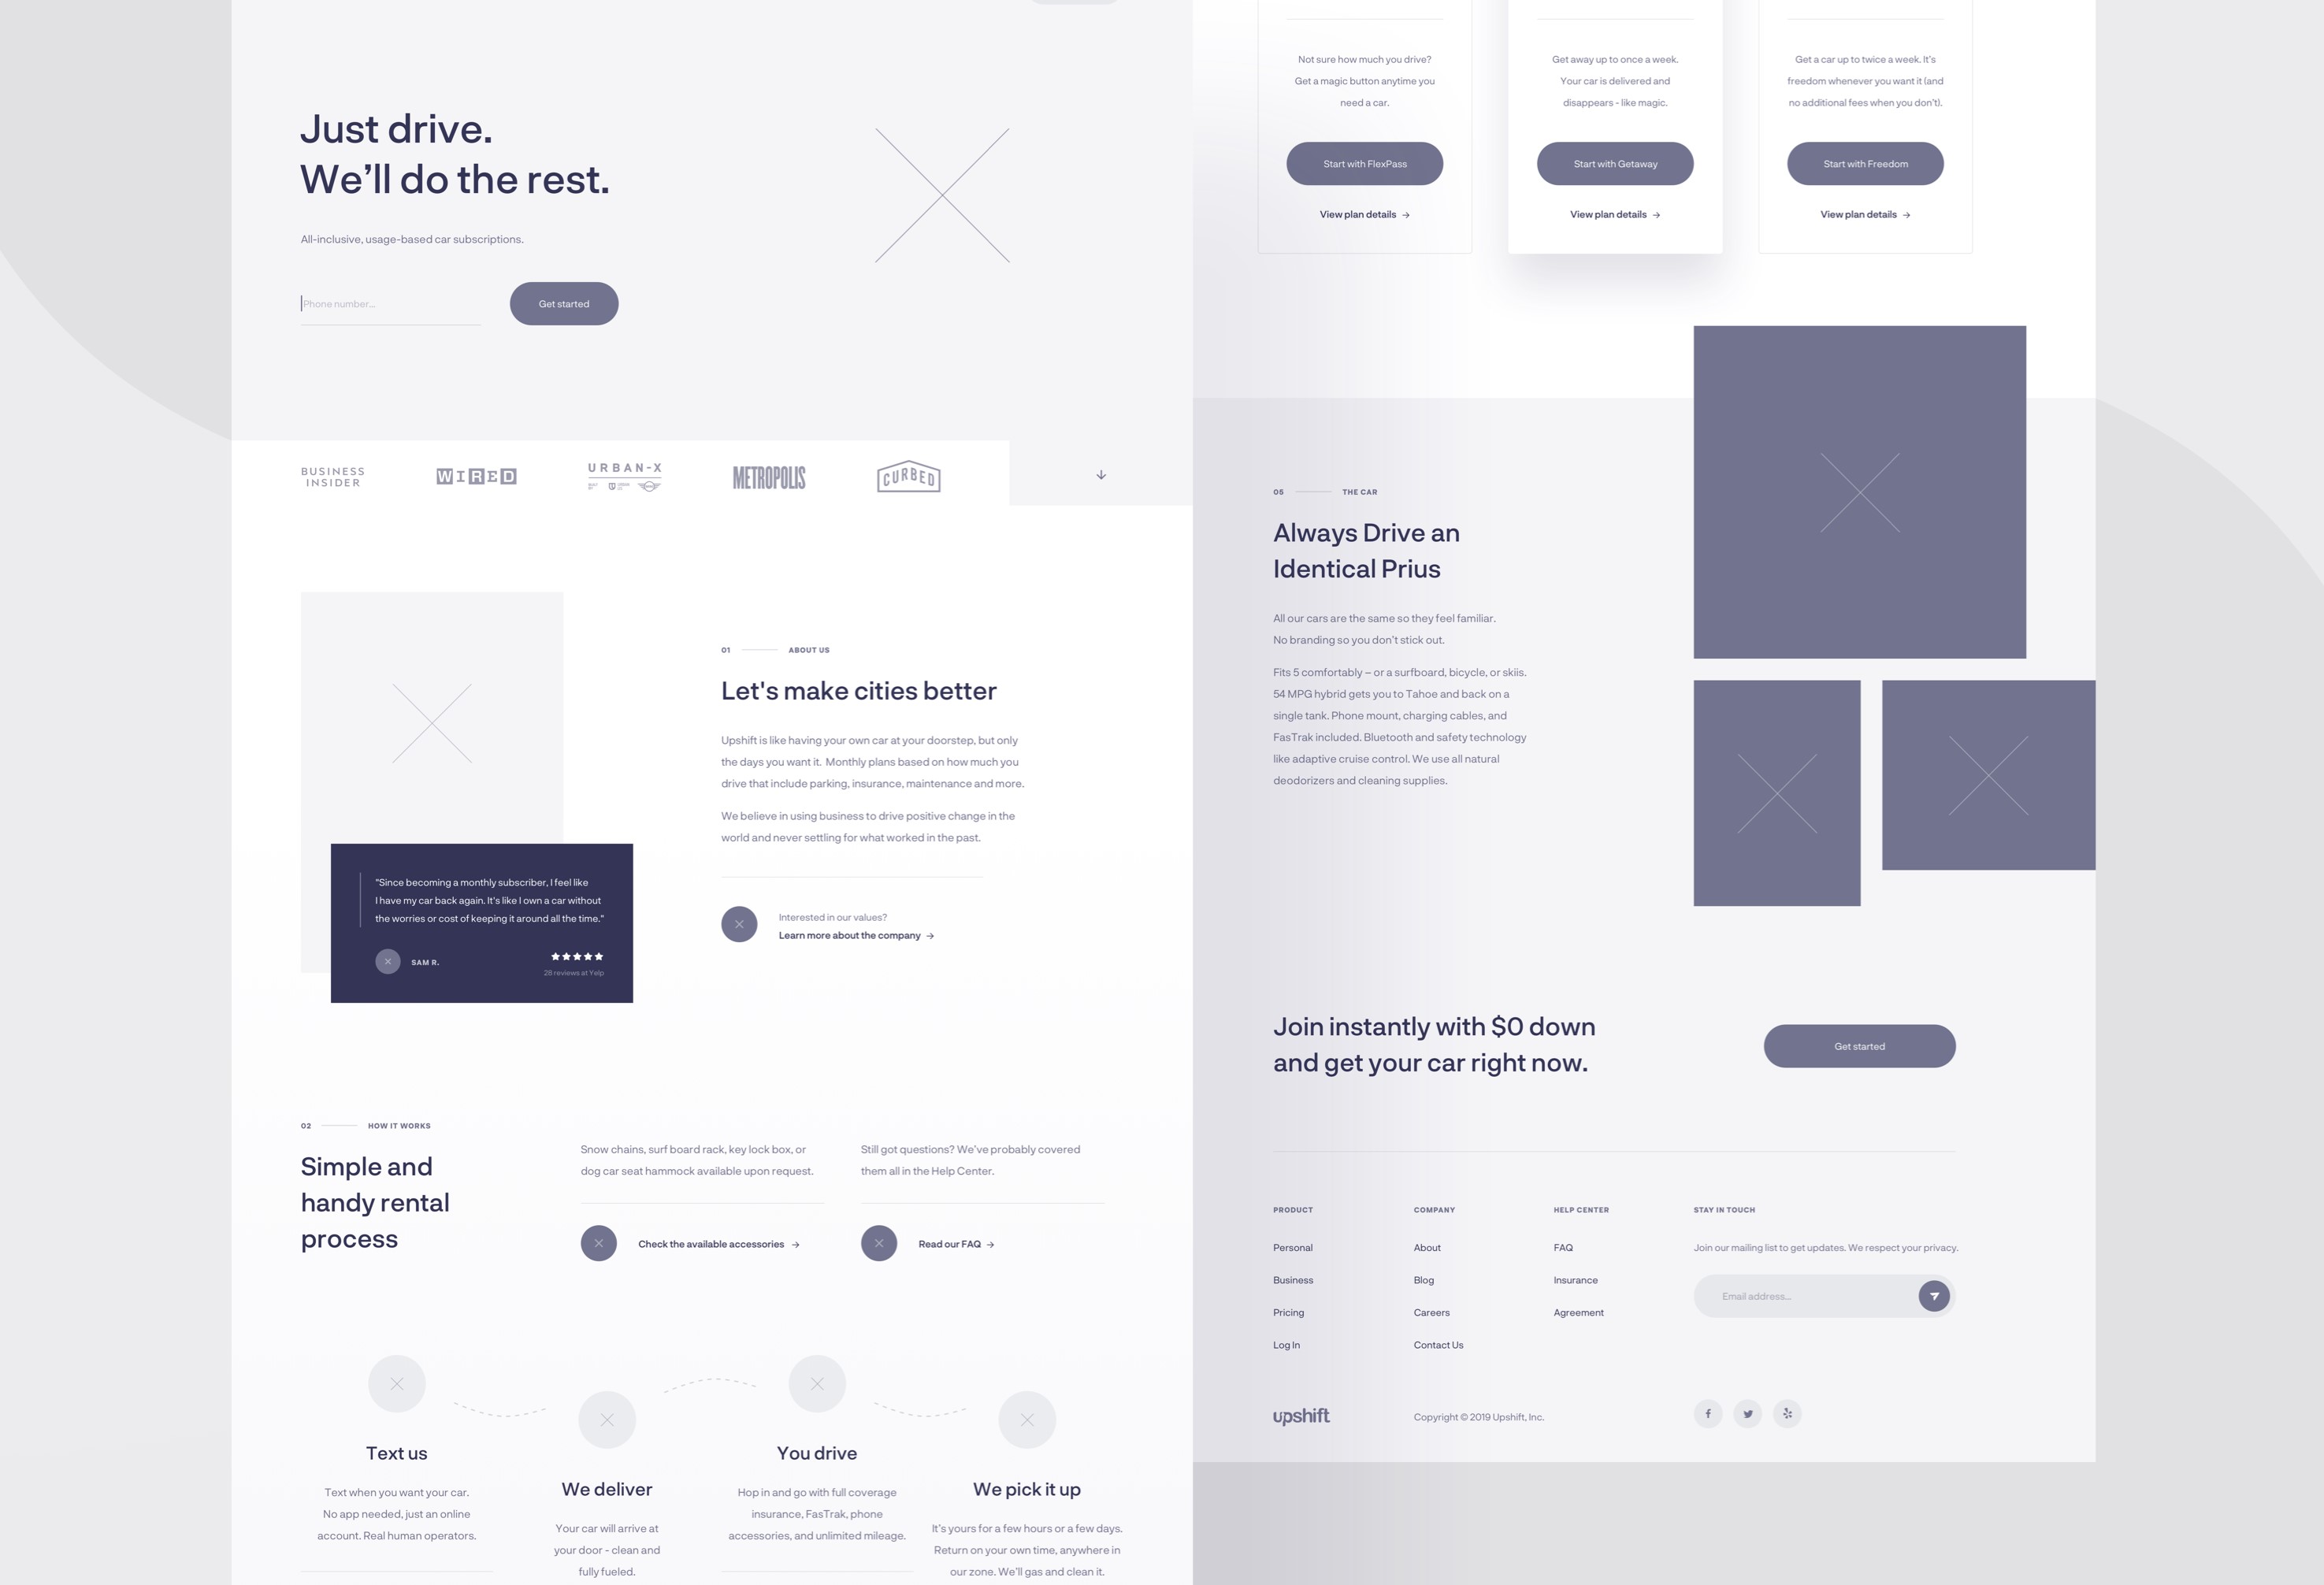 Just drive.
We'll do the rest.
All-inclusive, usage-based car subscriptions.
Phone number...
Get started
BUSINESS
INSIDER
WIRED
URBAN-X
METROPOLIS
CURBED
01
ABOUT US
Let's make cities better
Upshift is like having your own car at your doorstep, but only
the days you want it. Monthly plans based on how much you
drive that include parking, insurance, maintenance and more.
We believe in using business to drive positive change in the
world and never settling for what worked in the past.
Interested in our values?
Learn more about the company →
"Since becoming a monthly subscriber, I feel like
I have my car back again. It's like I own a car without
the worries or cost of keeping it around all the time."
SAM R.
28 reviews at Yelp
02
HOW IT WORKS
Simple and
handy rental
process
Snow chains, surf board rack, key lock box, or
dog car seat hammock available upon request.
Check the available accessories →
Still got questions? We've probably covered
them all in the Help Center.
Read our FAQ →
Text us
Text when you want your car.
No app needed, just an online
account. Real human operators.
We deliver
Your car will arrive at
your door - clean and
fully fueled.
You drive
Hop in and go with full coverage
insurance, FasTrak, phone
accessories, and unlimited mileage.
We pick it up
It's yours for a few hours or a few days.
Return on your own time, anywhere in
our zone. We'll gas and clean it.
Not sure how much you drive?
Get a magic button anytime you
need a car.
Start with FlexPass
View plan details →
Get away up to once a week.
Your car is delivered and
disappears - like magic.
Start with Getaway
View plan details →
Get a car up to twice a week. It's
freedom whenever you want it (and
no additional fees when you don't).
Start with Freedom
View plan details →
05
THE CAR
Always Drive an
Identical Prius
All our cars are the same so they feel familiar.
No branding so you don't stick out.
Fits 5 comfortably – or a surfboard, bicycle, or skiis.
54 MPG hybrid gets you to Tahoe and back on a
single tank. Phone mount, charging cables, and
FasTrak included. Bluetooth and safety technology
like adaptive cruise control. We use all natural
deodorizers and cleaning supplies.
Join instantly with $0 down
and get your car right now.
Get started
PRODUCT
Personal
Business
Pricing
Log In
COMPANY
About
Blog
Careers
Contact Us
HELP CENTER
FAQ
Insurance
Agreement
STAY IN TOUCH
Join our mailing list to get updates. We respect your privacy.
Email address...
upshift
Copyright © 2019 Upshift, Inc.